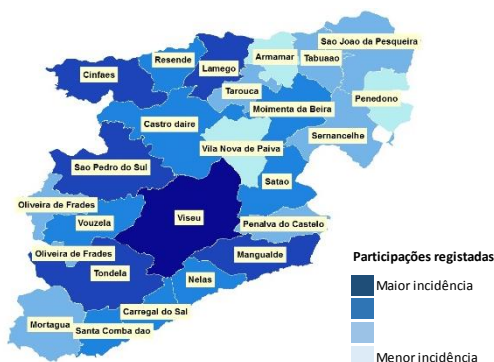 Sao Joao da Pesqueira
Armamar
Resende
Tabuaao
Lamego
Cinfaes
Tarouca
Penedono
Moimenta da Beira
Castro daire
Sernancelhe
Vila Nova de Paiva
Sao Pedro do Sul
Satao
Oliveira de Frades
Viseu
Vouzela
Penalva do Castelo
Oliveira de Frades
Mangualde
Tondela
Nelas
Carregal do Sal
Mortagua
Santa Comba dao
Participações registadas
Maior incidência
Menor incidência